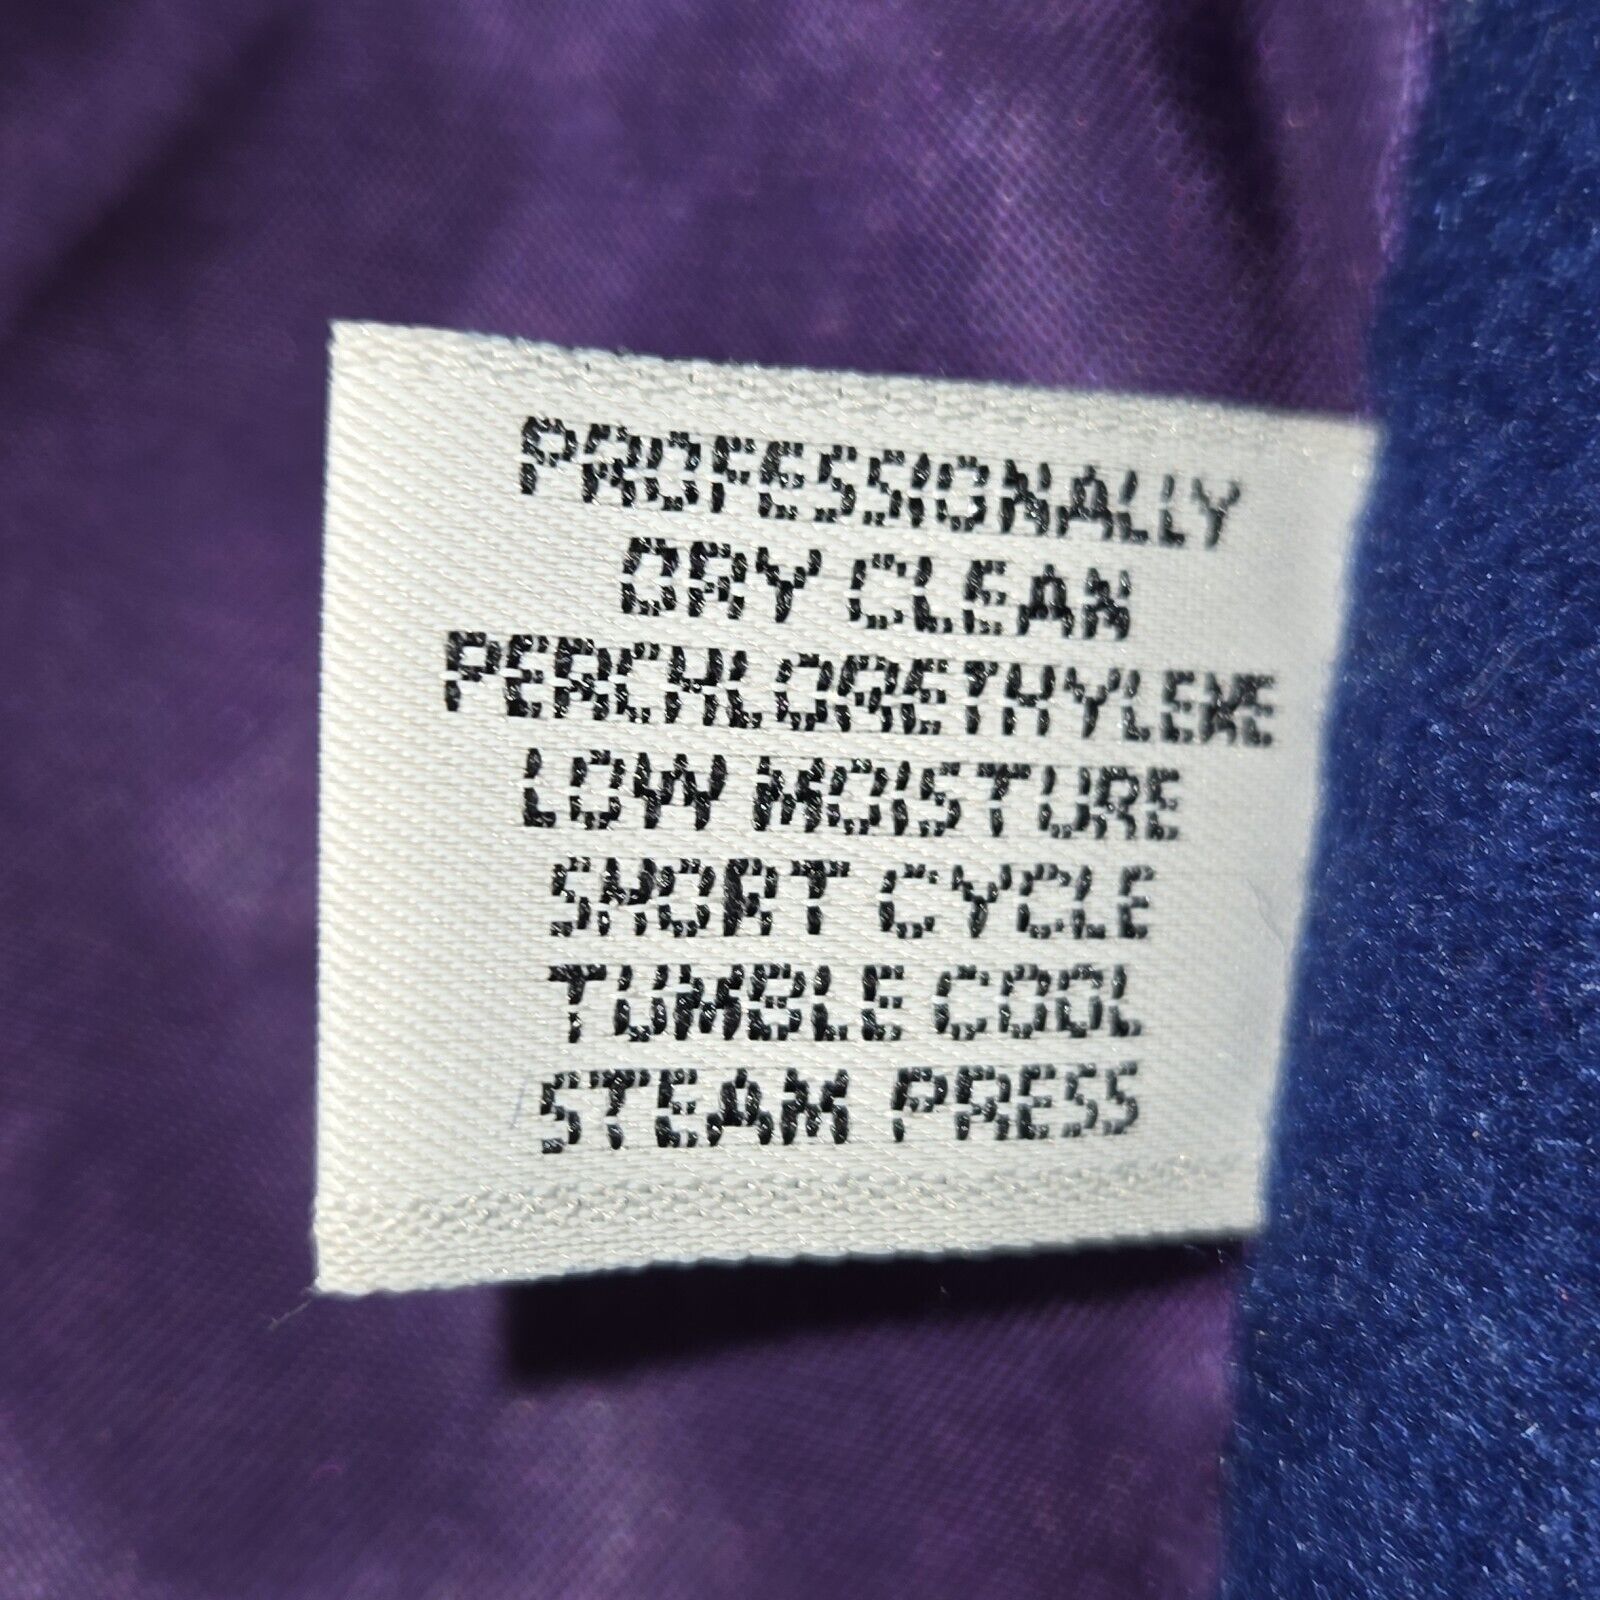 PROFESSIONALLY
DRY CLEAN
PERCHLORETHYLENE
LOW MOISTURE
SHORT CYCLE
TUMBLE COOL
STEAM PRESS